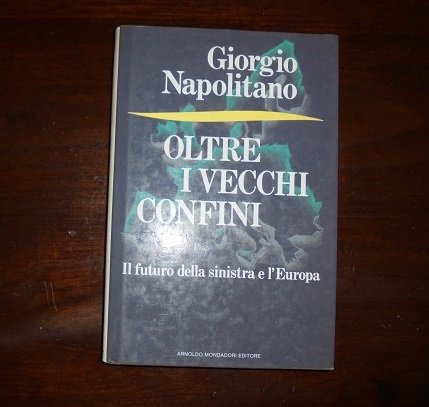 Giorgio
Napolitano
OLTRE
I VECCHI
CONFINI
Il futuro della sinistra e l'Europa
ARNOLDO MONDADORI EDITORE